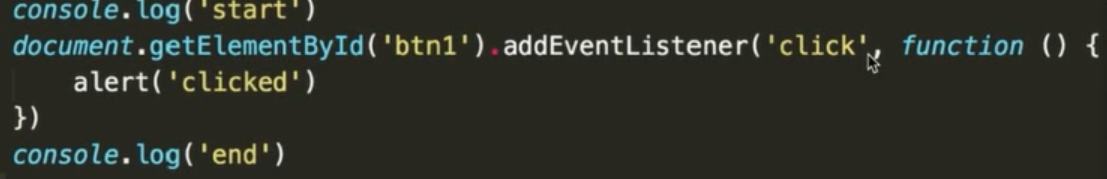 console.log('start')
document.getElementById('btn1').addEventListener('click', function () {
alert('clicked')
})
console.log('end')